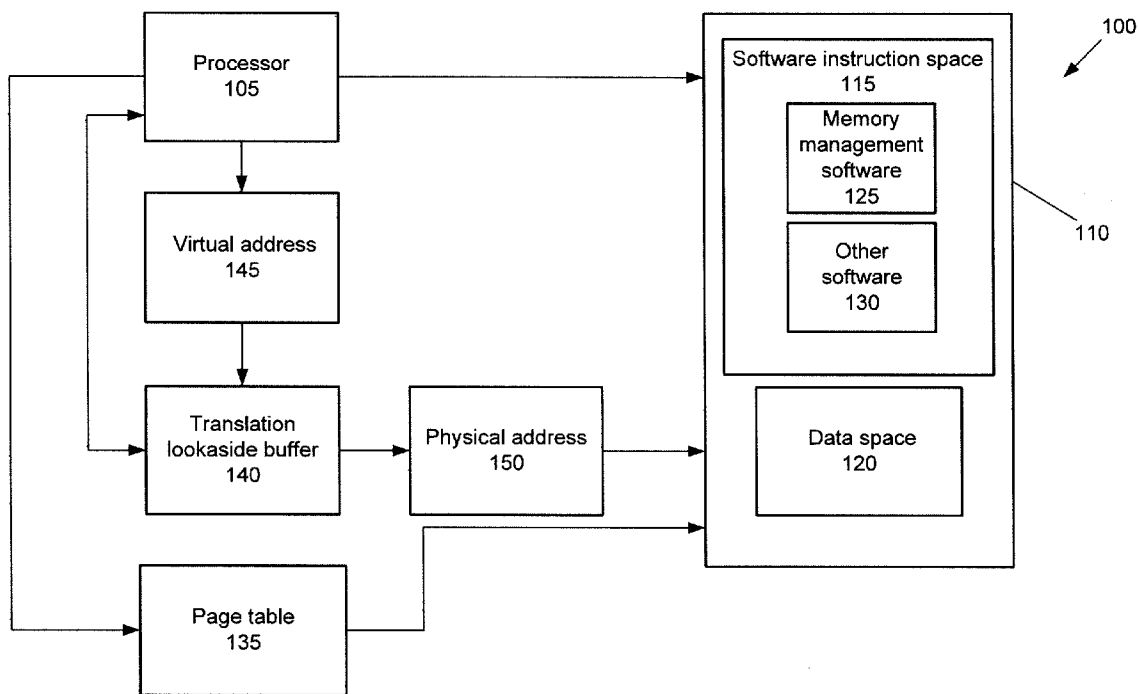 100
Processor
105
Software instruction space
115
Memory
management
software
125
110
Other
software
130
Virtual address
145
Translation
lookaside buffer
140
Physical address
150
Data space
120
Page table
135